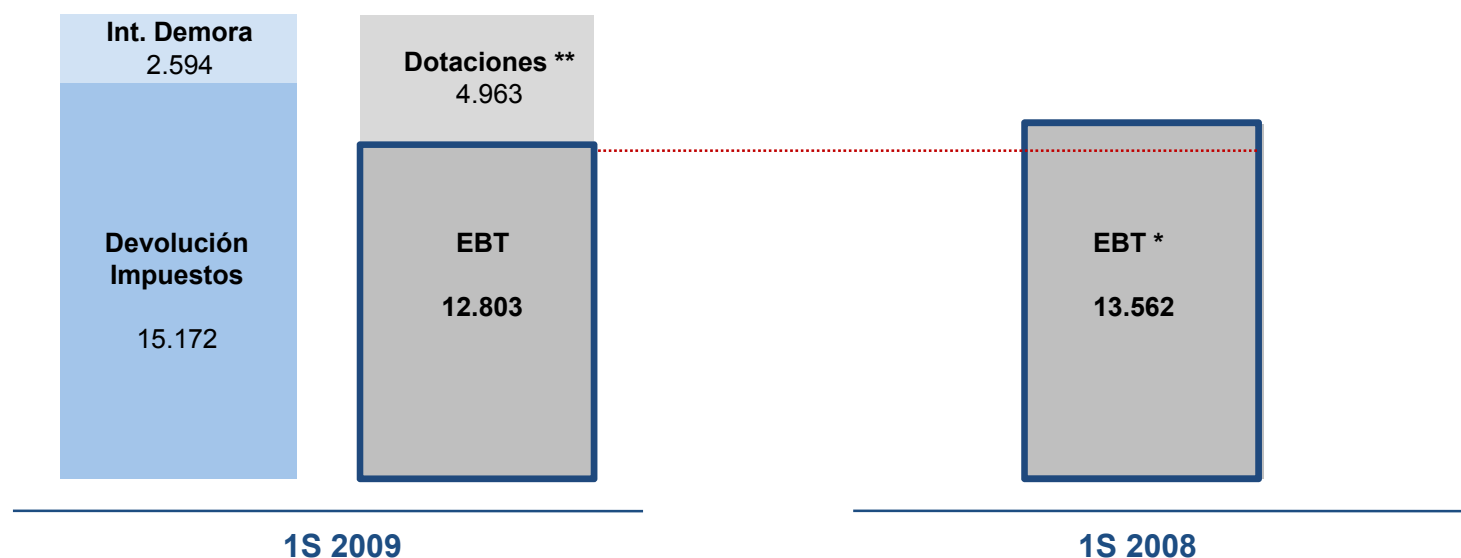 Int. Demora
2.594
Devolución
Impuestos
15.172
Dotaciones **
4.963
EBT
12.803
EBT *
13.562
1S 2009
1S 2008